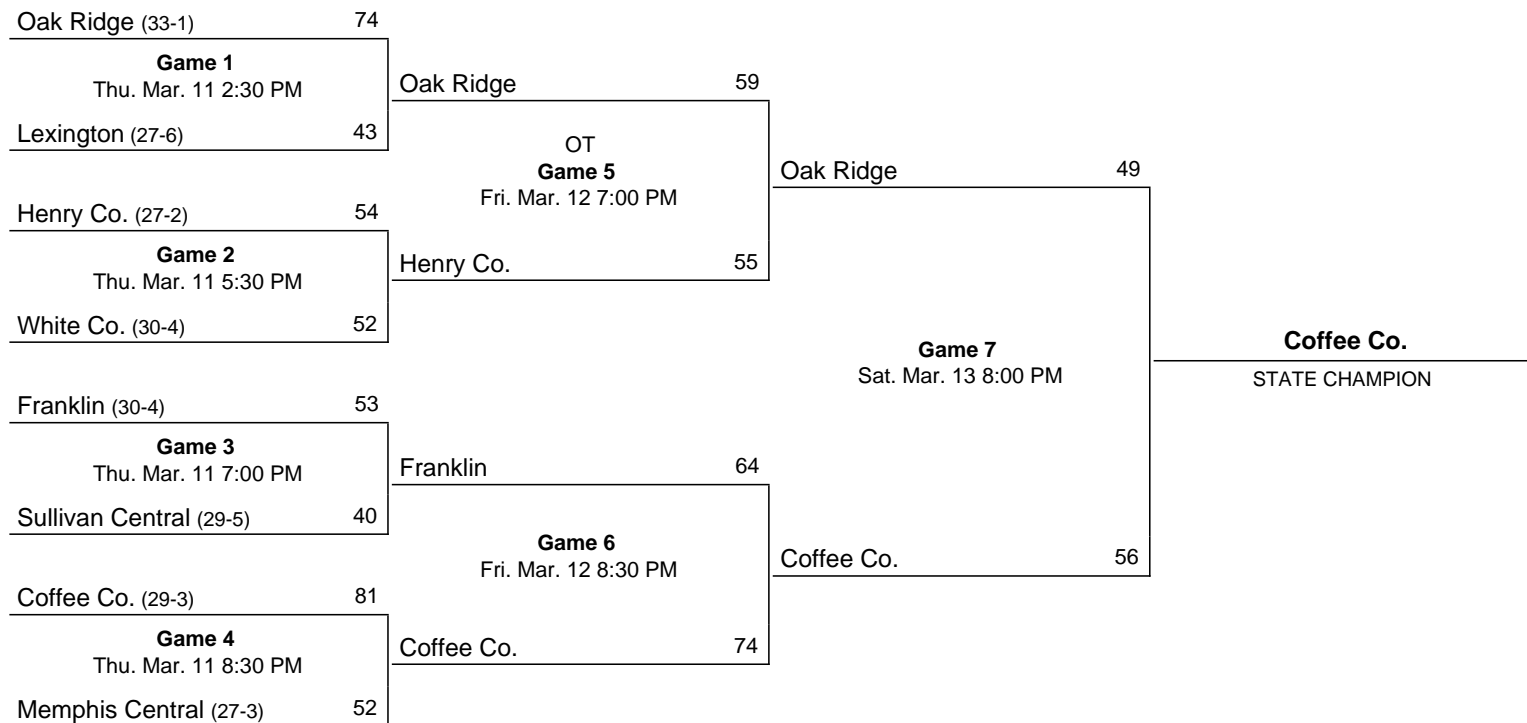 Oak Ridge (33-1) 74
Game 1
Thu. Mar. 11 2:30 PM
Lexington (27-6) 43
Henry Co. (27-2) 54
Game 2
Thu. Mar. 11 5:30 PM
White Co. (30-4) 52
Franklin (30-4) 53
Game 3
Thu. Mar. 11 7:00 PM
Sullivan Central (29-5) 40
Coffee Co. (29-3) 81
Game 4
Thu. Mar. 11 8:30 PM
Memphis Central (27-3) 52
Oak Ridge 59
OT
Game 5
Fri. Mar. 12 7:00 PM
Henry Co. 55
Franklin 64
Game 6
Fri. Mar. 12 8:30 PM
Coffee Co. 74
Oak Ridge 49
Game 7
Sat. Mar. 13 8:00 PM
Coffee Co. 56
Coffee Co.
STATE CHAMPION